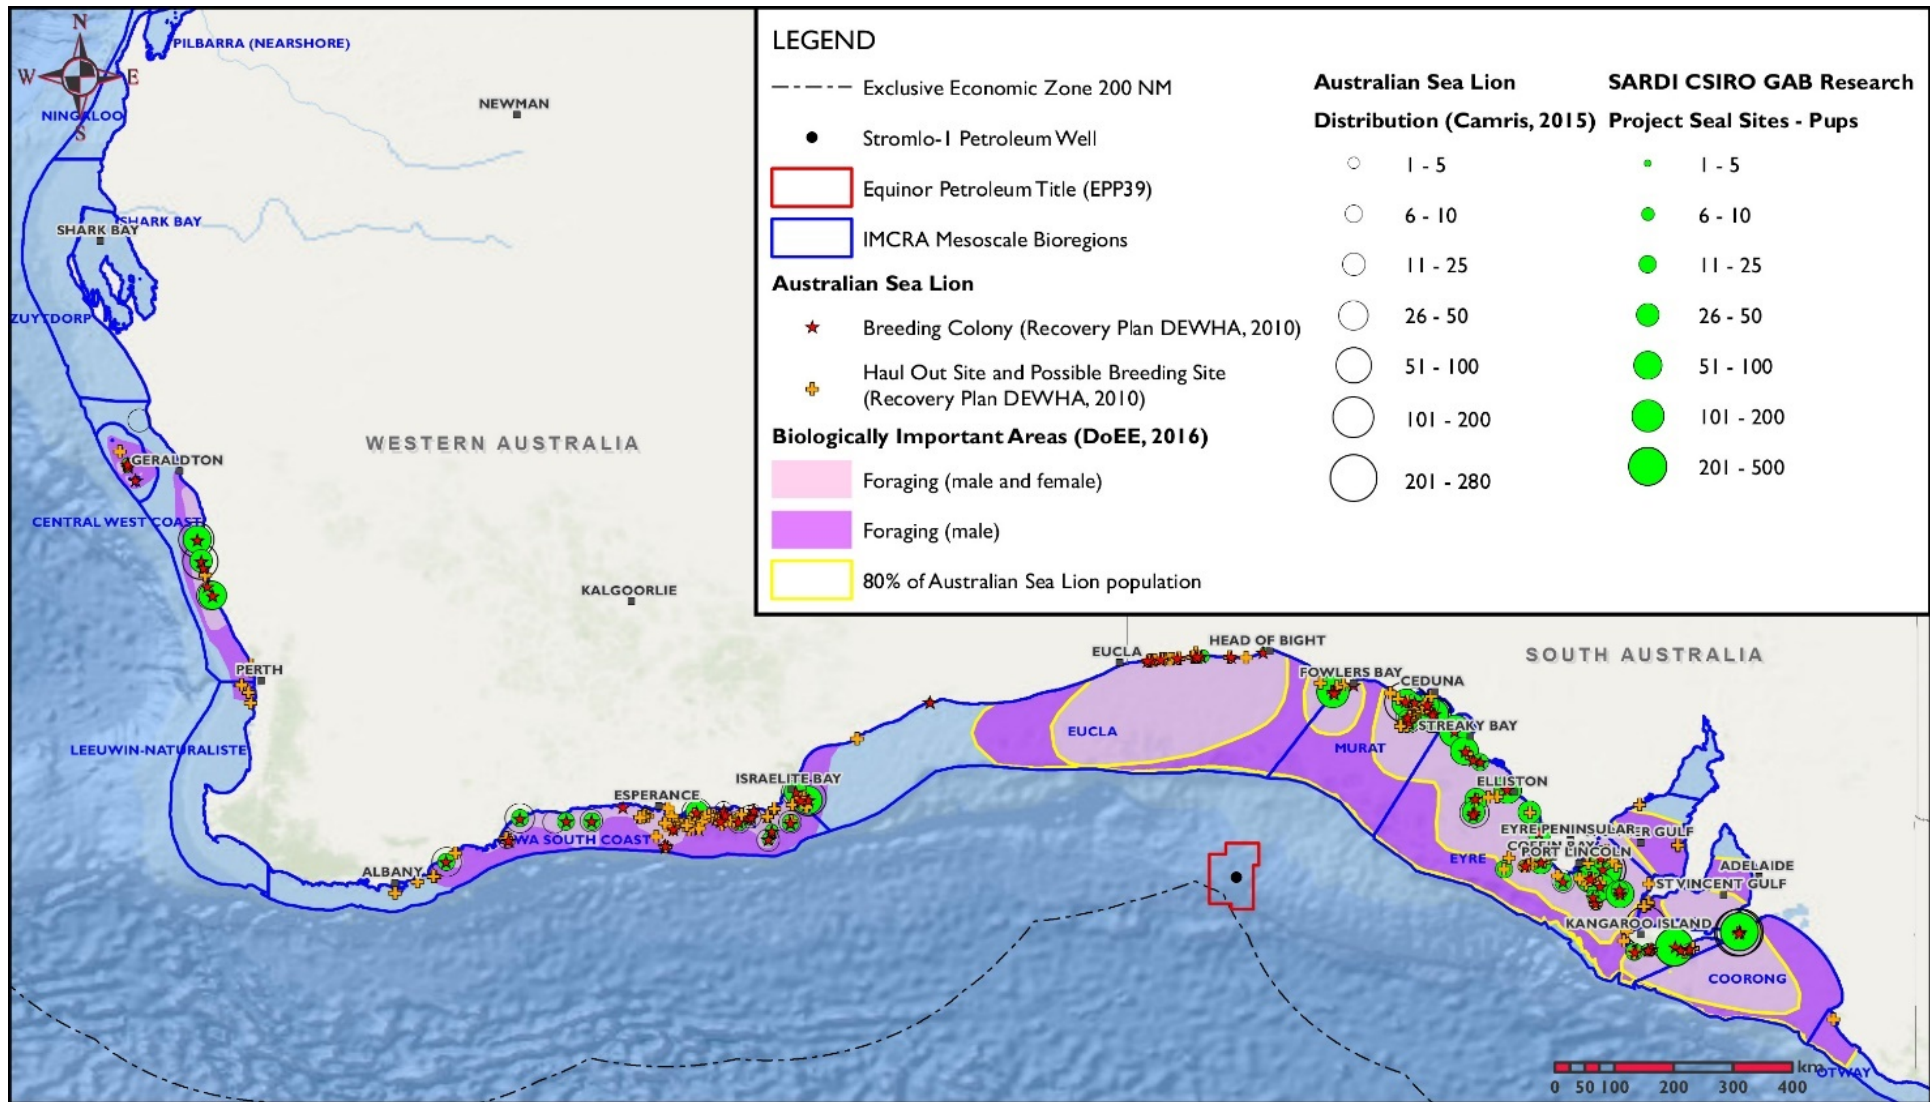 N
W
E
S
PILBARRA (NEARSHORE)
NINGALOO
NEWMAN
SHARK BAY
SHARK BAY
ZUYTDORP
WESTERN AUSTRALIA
GERALDTON
CENTRAL WEST COAST
KALGOORLIE
PERTH
LEEUWIN-NATURALISTE
ALBANY
ESPERANCE
WA SOUTH COAST
ISRAELITE BAY
EUCLA
HEAD OF BIGHT
EUCLA
FOWLERS BAY
CEDUNA
MURAT
STREAKY BAY
SOUTH AUSTRALIA
ELLISTON
EYRE PENINSULAR
ER GULF
COFFIN BAY
PORT LINCOLN
EYRE
ADELAIDE
ST VINCENT GULF
KANGAROO ISLAND
COORONG
OTWAY
km
0 50 100 200 300 400
LEGEND
Exclusive Economic Zone 200 NM
Stromlo-1 Petroleum Well
Equinor Petroleum Title (EPP39)
IMCRA Mesoscale Bioregions
Australian Sea Lion
Breeding Colony (Recovery Plan DEWHA, 2010)
Haul Out Site and Possible Breeding Site
(Recovery Plan DEWHA, 2010)
Biologically Important Areas (DoEE, 2016)
Foraging (male and female)
Foraging (male)
80% of Australian Sea Lion population
Australian Sea Lion
Distribution (Camris, 2015)
1 - 5
6 - 10
11 - 25
26 - 50
51 - 100
101 - 200
201 - 280
SARDI CSIRO GAB Research
Project Seal Sites - Pups
1 - 5
6 - 10
11 - 25
26 - 50
51 - 100
101 - 200
201 - 500